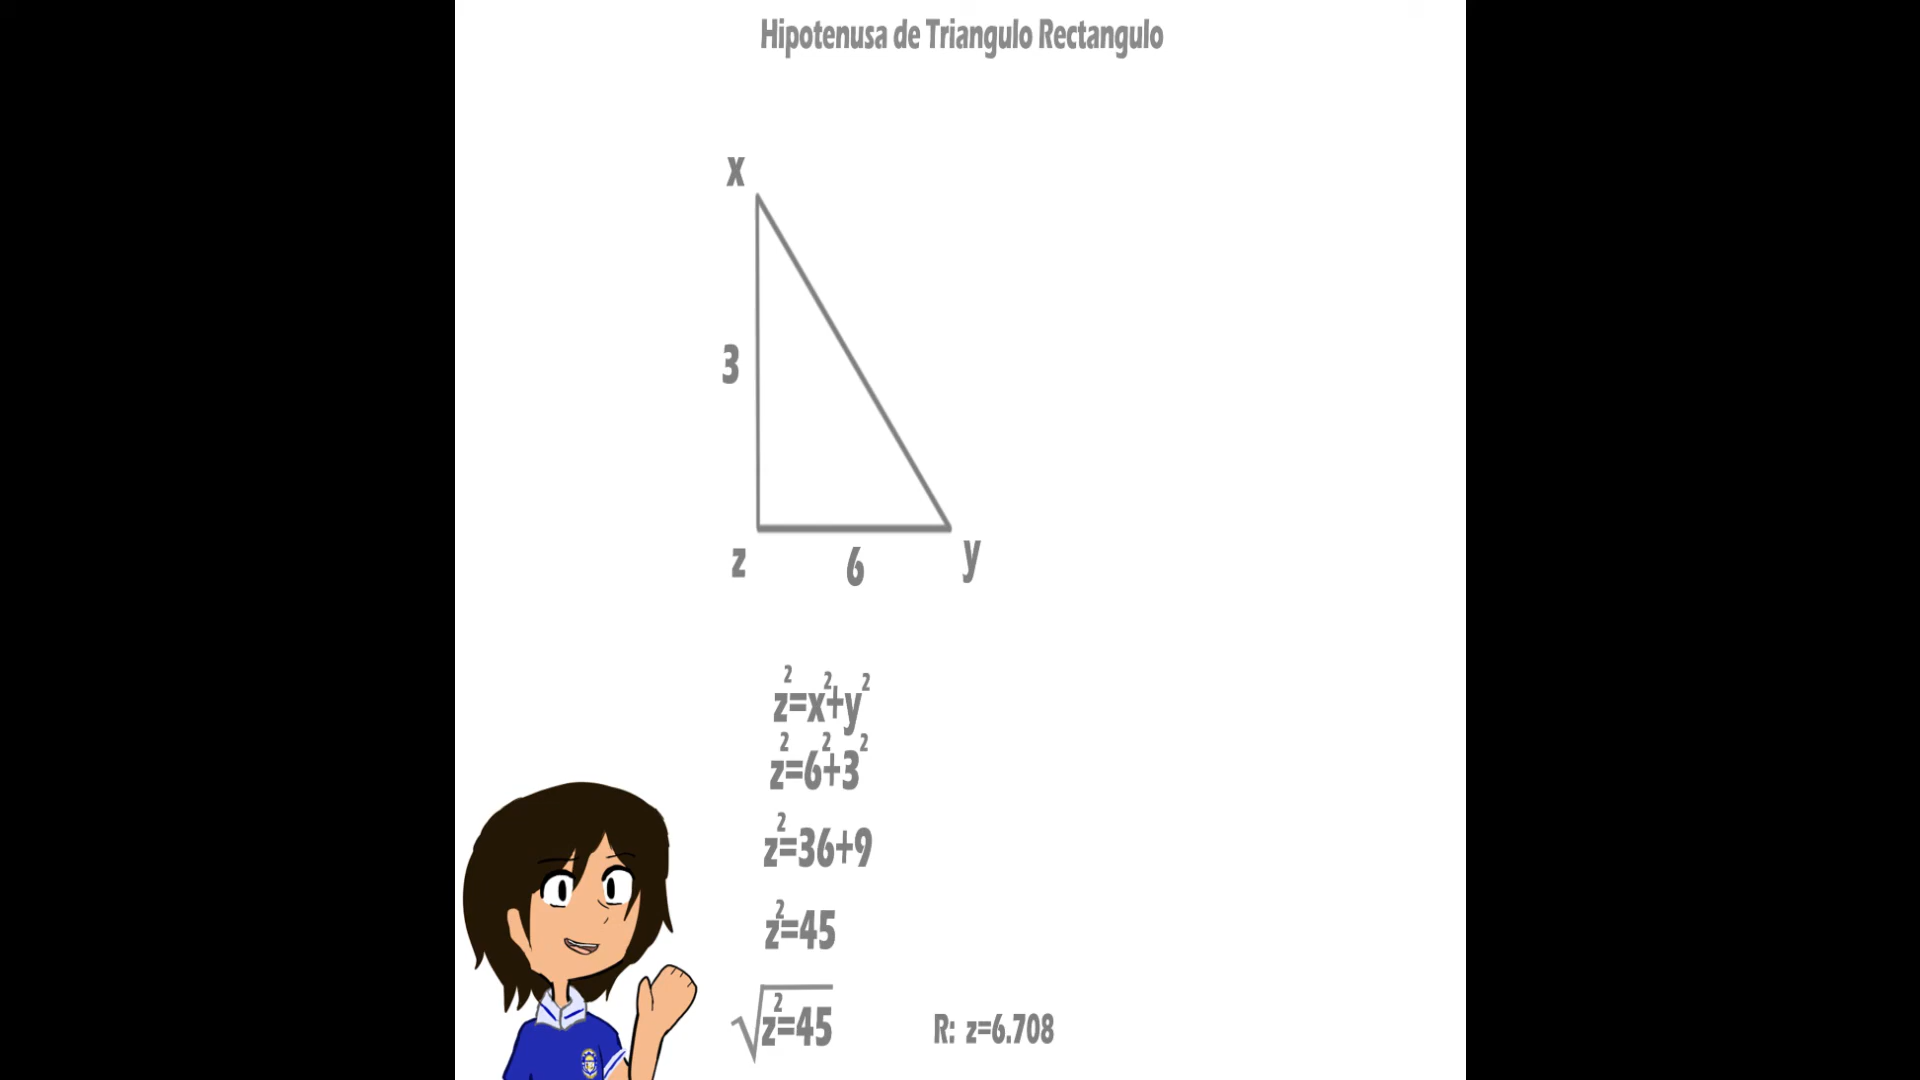 Hipotenusa de Triangulo Rectangulo
x
3
z 6 y
z²=x²+y²
z²=6²+3²
z²=36+9
z²=45
√z²=45 R: z=6.708